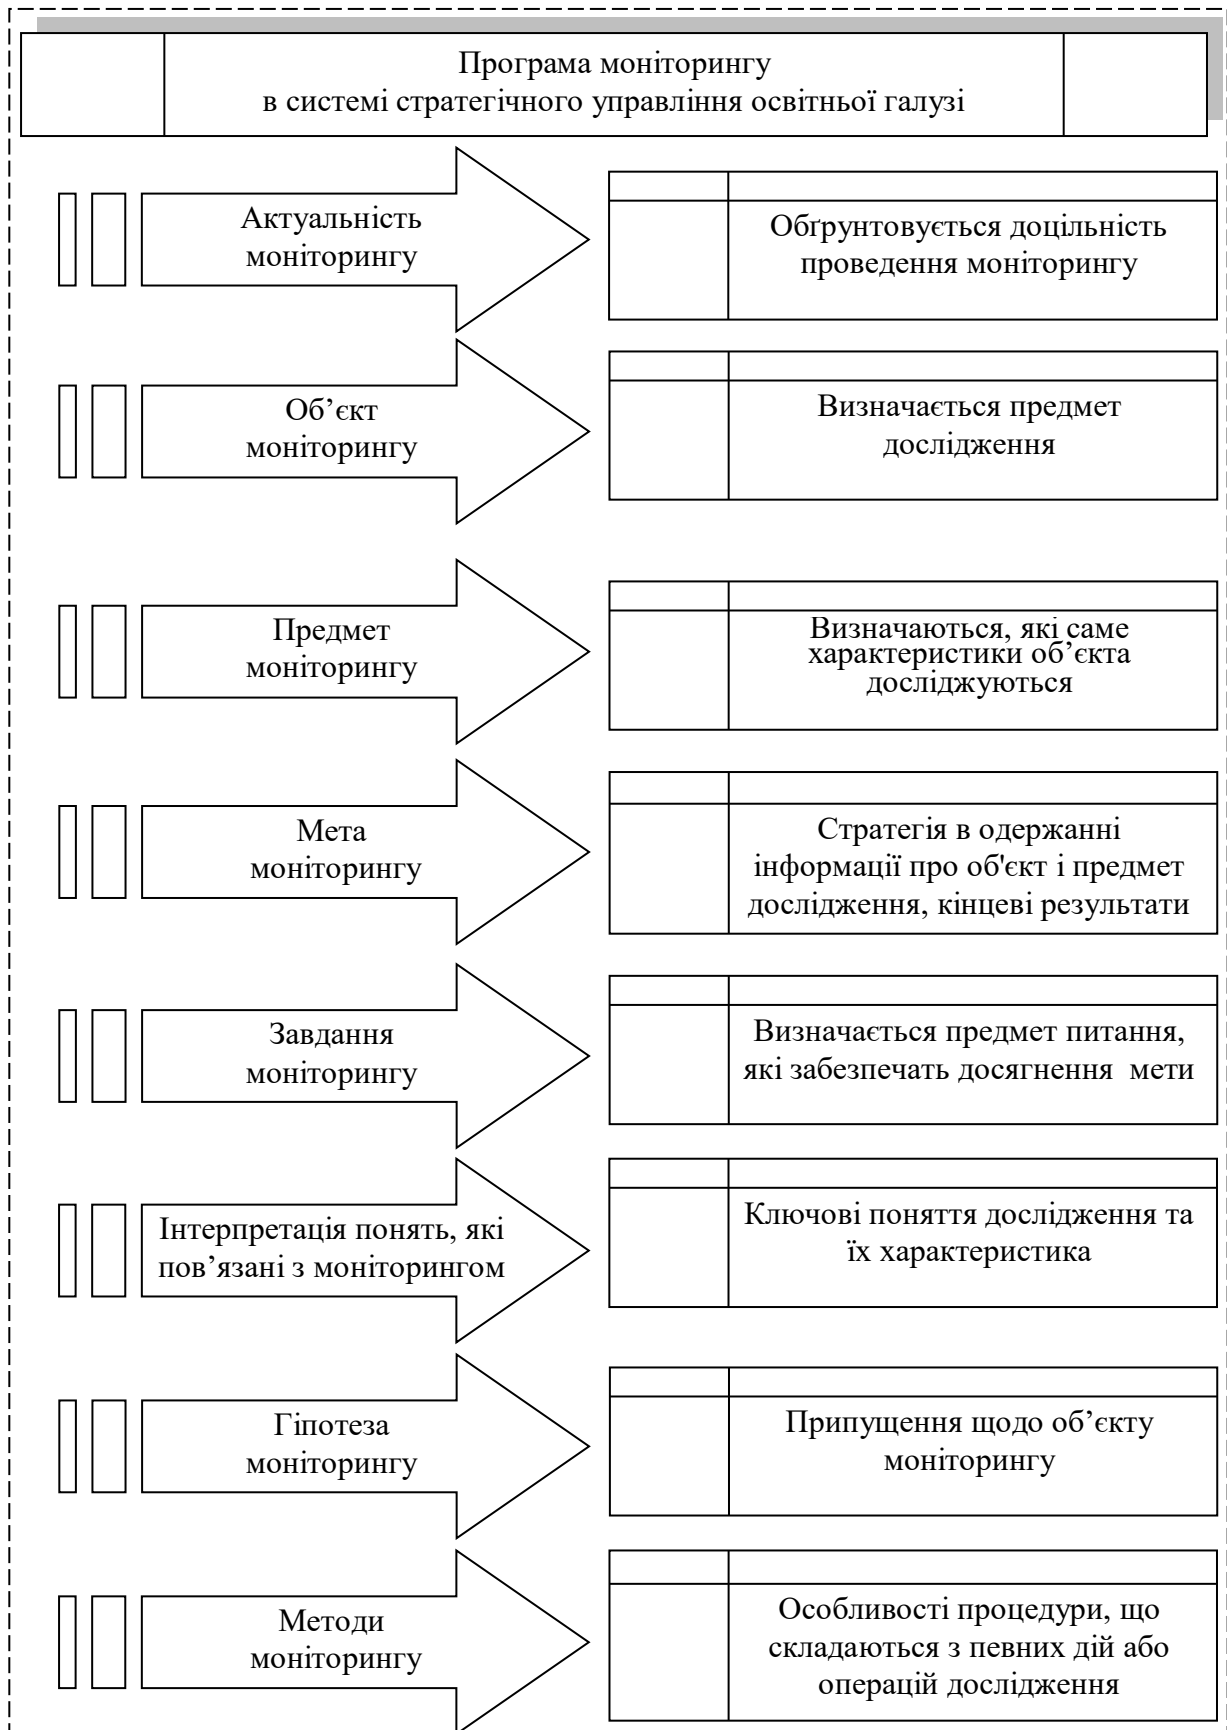 Програма моніторингу
в системі стратегічного управління освітньої галузі
Актуальність
моніторингу
Обґрунтовується доцільність
проведення моніторингу
Об’єкт
моніторингу
Визначається предмет
дослідження
Предмет
моніторингу
Визначаються, які саме
характеристики об’єкта
досліджуються
Мета
моніторингу
Стратегія в одержанні
інформації про об'єкт і предмет
дослідження, кінцеві результати
Завдання
моніторингу
Визначається предмет питання,
які забезпечать досягнення мети
Інтерпретація понять, які
пов’язані з моніторингом
Ключові поняття дослідження та
їх характеристика
Гіпотеза
моніторингу
Припущення щодо об’єкту
моніторингу
Методи
моніторингу
Особливості процедури, що
складаються з певних дій або
операцій дослідження